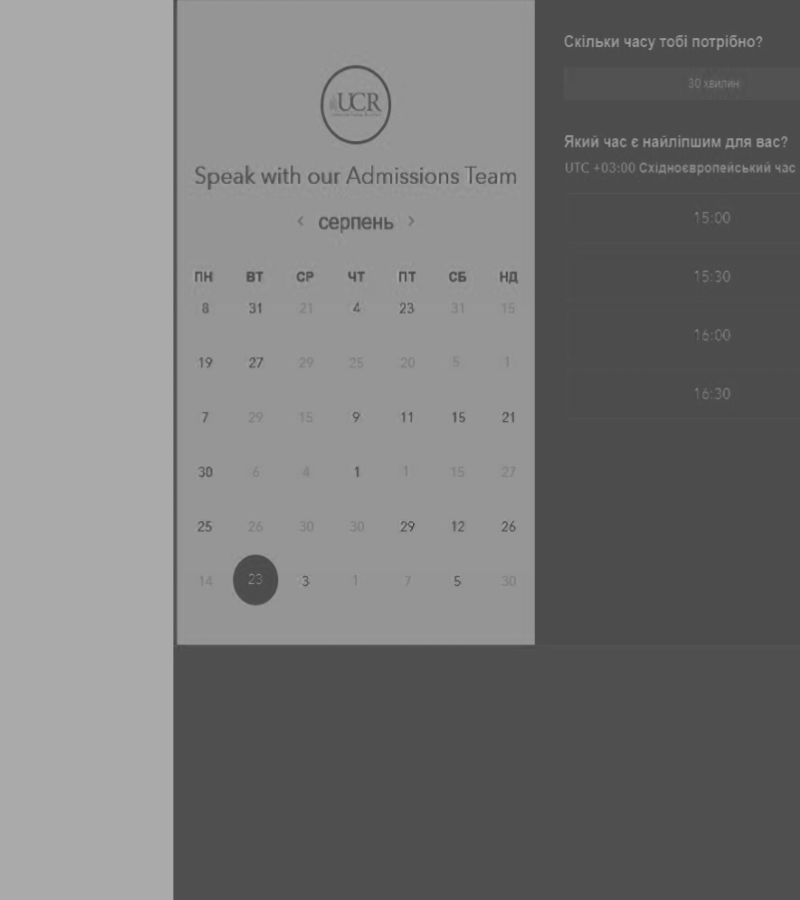 UCR
Speak with our Admissions Team
< серпень >
ПН ВТ СР ЧТ ПТ СБ НД
8 31 21 4 23 31 15
19 27 29 25 20 5 1
7 29 15 9 11 15 21
30 6 4 1 1 15 27
25 26 30 30 29 12 26
14 23 3 1 7 5 30
Скільки часу тобі потрібно?
30 хвилин
Який час є найліпшим для вас?
UTC +03:00 Східноєвропейський час
15:00
15:30
16:00
16:30